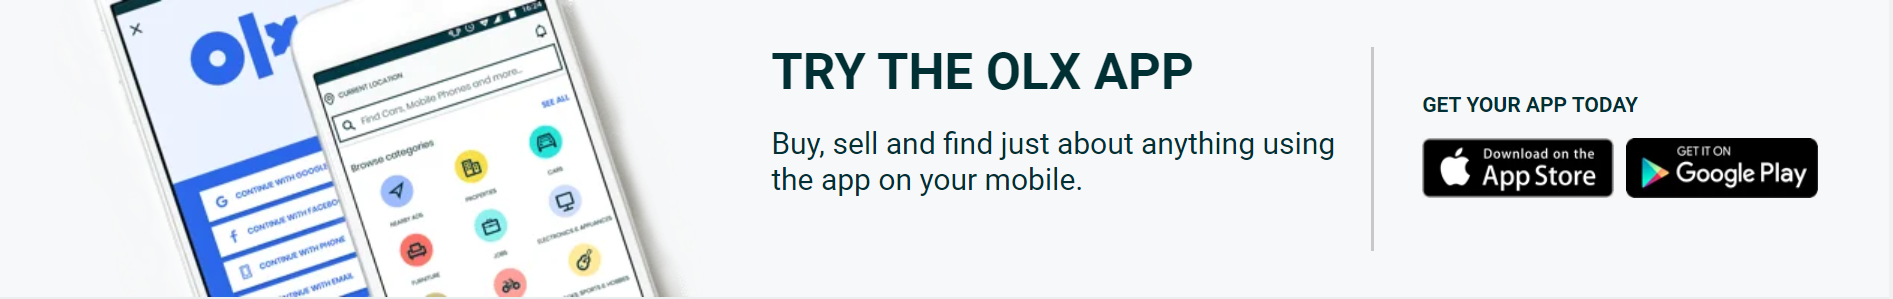 olx
CONTINUE WITH GOOGLE
CONTINUE WITH
CONTINUE WITH PHONE
WITH EMAIL
16:24
CURRENT LOCATION
Find Cars, Mobile Phones and more...
Browse categories
SEE ALL
NEARBY ADS
PROPERTIES
CARS
FURNITURE
JOBS
ELECTRONICS & APPLIANCES
SPORTS & HOBBIES
TRY THE OLX APP
Buy, sell and find just about anything using
the app on your mobile.
GET YOUR APP TODAY
Download on the
App Store
GET IT ON
Google Play